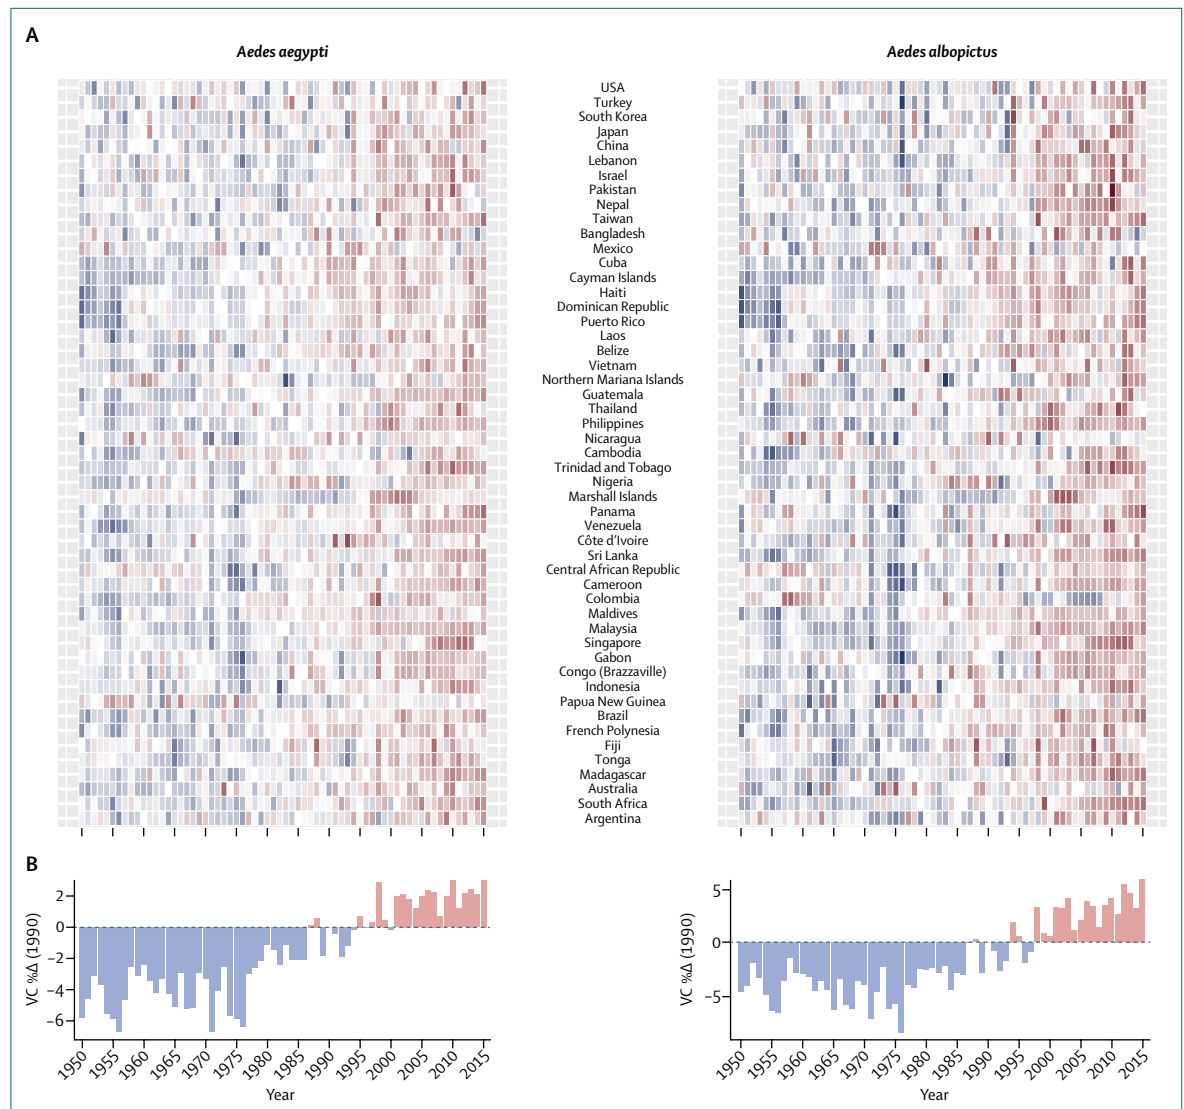 A
Aedes aegypti
Aedes albopictus
USA
Turkey
South Korea
Japan
China
Lebanon
Israel
Pakistan
Nepal
Taiwan
Bangladesh
Mexico
Cuba
Cayman Islands
Haiti
Dominican Republic
Puerto Rico
Laos
Belize
Vietnam
Northern Mariana Islands
Guatemala
Thailand
Philippines
Nicaragua
Cambodia
Trinidad and Tobago
Nigeria
Marshall Islands
Panama
Venezuela
Côte d'Ivoire
Sri Lanka
Central African Republic
Cameroon
Colombia
Maldives
Malaysia
Singapore
Gabon
Congo (Brazzaville)
Indonesia
Papua New Guinea
Brazil
French Polynesia
Fiji
Tonga
Madagascar
Australia
South Africa
Argentina
B
VC %Δ (1990)
2
0
−2
−4
−6
1950 1955 1960 1965 1970 1975 1980 1985 1990 1995 2000 2005 2010 2015
Year
VC %Δ (1990)
5
0
−5
1950 1955 1960 1965 1970 1975 1980 1985 1990 1995 2000 2005 2010 2015
Year